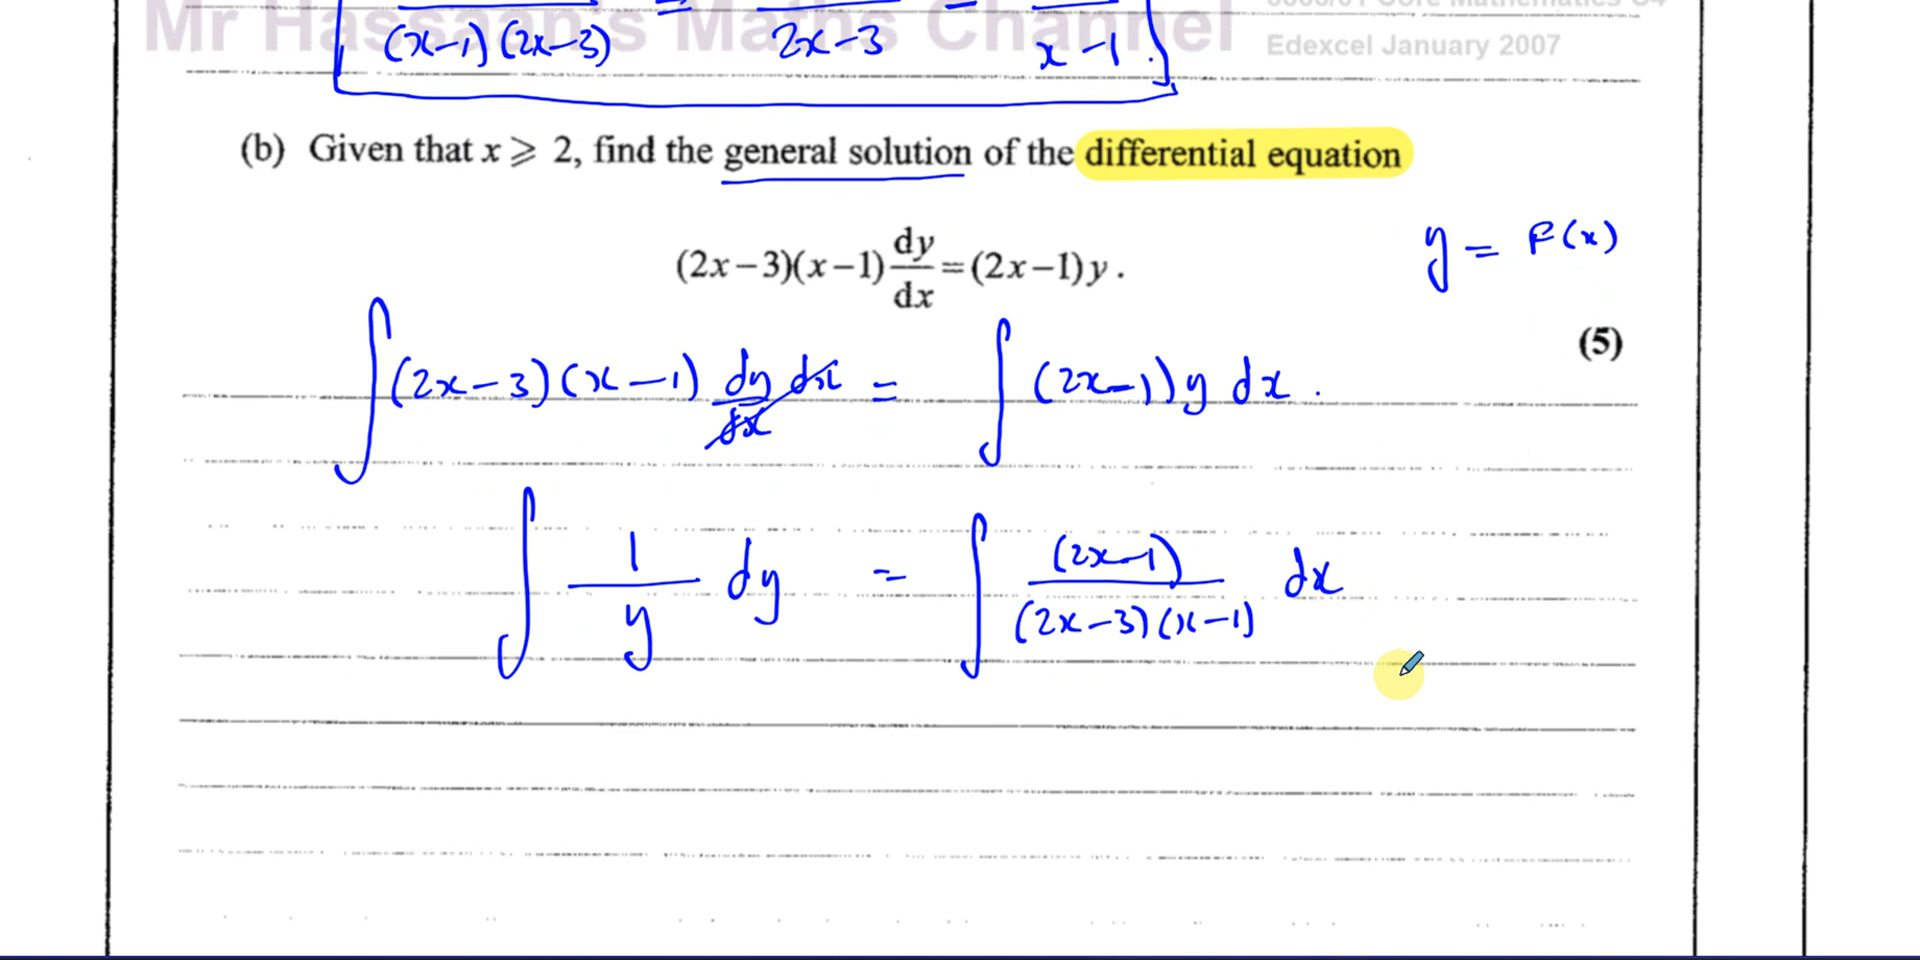 Mr Hassaan's Maths Channel
Edexcel January 2007
(x-1)(2x-3) = 2x-3 - x-1
(b) Given that x ⩾ 2, find the general solution of the differential equation
(2x-3)(x-1) dy/dx = (2x-1)y.
y = F(x)
(5)
∫(2x-3)(x-1) dy/dx dx = ∫(2x-1)y dx.
∫ 1/y dy = ∫ (2x-1)/(2x-3)(x-1) dx